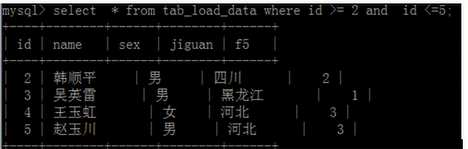 mysql> select  * from tab_load_data where id >= 2 and  id <=5;
+----+--------+------+--------+------+
| id | name   | sex  | jiguan | f5   |
+----+--------+------+--------+------+
|  2 | 韩顺平      | 男    | 四川     |    2 |
|  3 | 吴英雷      | 男    | 黑龙江      |    1 |
|  4 | 王玉虹      | 女    | 河北     |    3 |
|  5 | 赵玉川      | 男    | 河北     |    3 |
+----+--------+------+--------+------+